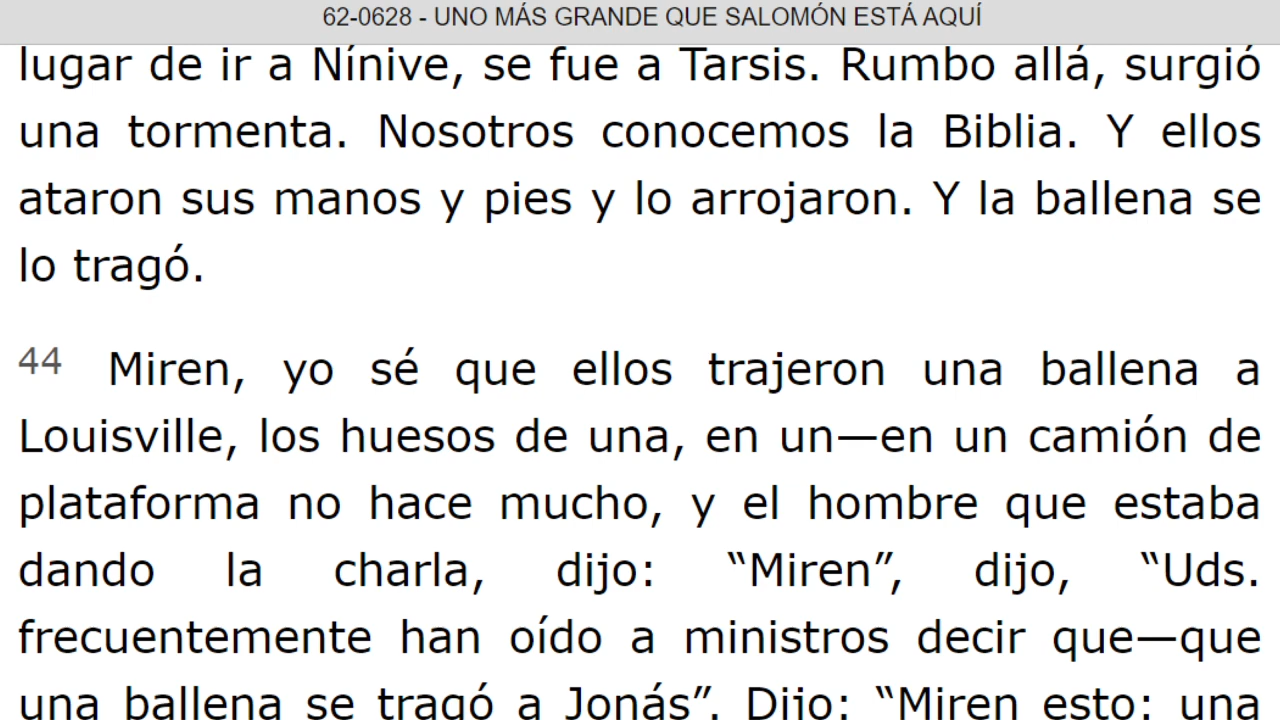 62-0628 - UNO MÁS GRANDE QUE SALOMÓN ESTÁ AQUÍ
lugar de ir a Nínive, se fue a Tarsis. Rumbo allá, surgió
una tormenta. Nosotros conocemos la Biblia. Y ellos
ataron sus manos y pies y lo arrojaron. Y la ballena se
lo tragó.
44 Miren, yo sé que ellos trajeron una ballena a
Louisville, los huesos de una, en un—en un camión de
plataforma no hace mucho, y el hombre que estaba
dando la charla, dijo: “Miren”, dijo, “Uds.
frecuentemente han oído a ministros decir que—que
una ballena se tragó a Jonás”. Dijo: “Miren esto: una